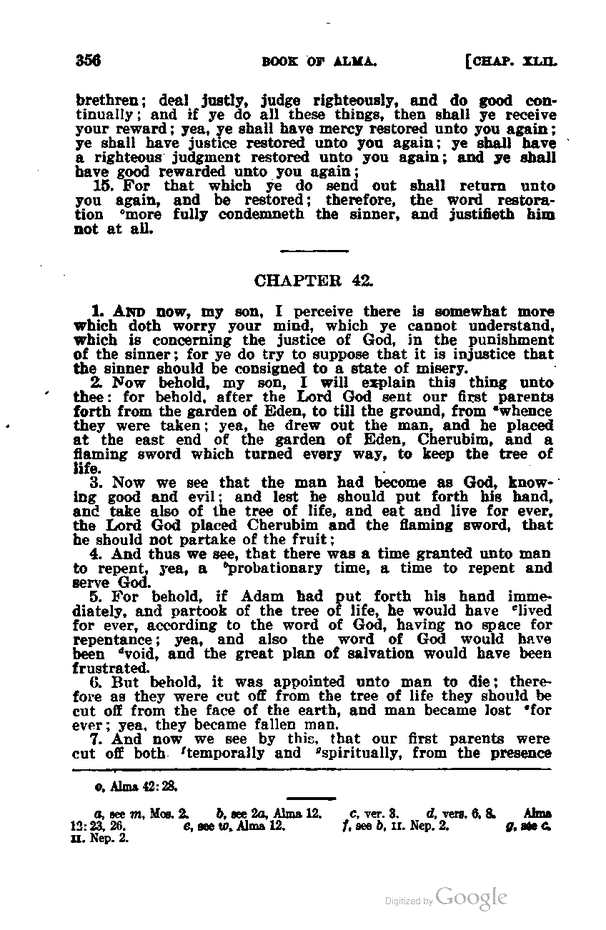 356 BOOK OF ALMA. [CHAP. XLII.
brethren; deal justly, judge righteously, and do good con-
tinually; and if ye do all these things, then shall ye receive
your reward; yea, ye shall have mercy restored unto you again;
ye shall have justice restored unto you again; ye shall have
a righteous judgment restored unto you again; and ye shall
have good rewarded unto you again;
15. For that which ye do send out shall return unto
you again, and be restored; therefore, the word restora-
tion °more fully condemneth the sinner, and justifieth him
not at all.
CHAPTER 42.
1. AND now, my son, I perceive there is somewhat more
which doth worry your mind, which ye cannot understand,
which is concerning the justice of God, in the punishment
of the sinner; for ye do try to suppose that it is injustice that
the sinner should be consigned to a state of misery.
2. Now behold, my son, I will explain this thing unto
thee: for behold, after the Lord God sent our first parents
forth from the garden of Eden, to till the ground, from ᵃwhence
they were taken; yea, he drew out the man, and he placed
at the east end of the garden of Eden, Cherubim, and a
flaming sword which turned every way, to keep the tree of
life.
3. Now we see that the man had become as God, know-
ing good and evil; and lest he should put forth his hand,
and take also of the tree of life, and eat and live for ever,
the Lord God placed Cherubim and the flaming sword, that
he should not partake of the fruit;
4. And thus we see, that there was a time granted unto man
to repent, yea, a ᵇprobationary time, a time to repent and
serve God.
5. For behold, if Adam had put forth his hand imme-
diately, and partook of the tree of life, he would have ᶜlived
for ever, according to the word of God, having no space for
repentance; yea, and also the word of God would have
been ᵈvoid, and the great plan of salvation would have been
frustrated.
6. But behold, it was appointed unto man to die; there-
fore as they were cut off from the tree of life they should be
cut off from the face of the earth, and man became lost ᵉfor
ever; yea, they became fallen man.
7. And now we see by this, that our first parents were
cut off both ᶠtemporally and ᵍspiritually, from the presence
o, Alma 42:28.
a, see m, Mos. 2. b, see 2a, Alma 12. c, ver. 3. d, vers. 6, 8. Alma
12:23, 26. e, see w, Alma 12. f, see b, II. Nep. 2. g, see c,
II. Nep. 2.
Digitized by Google